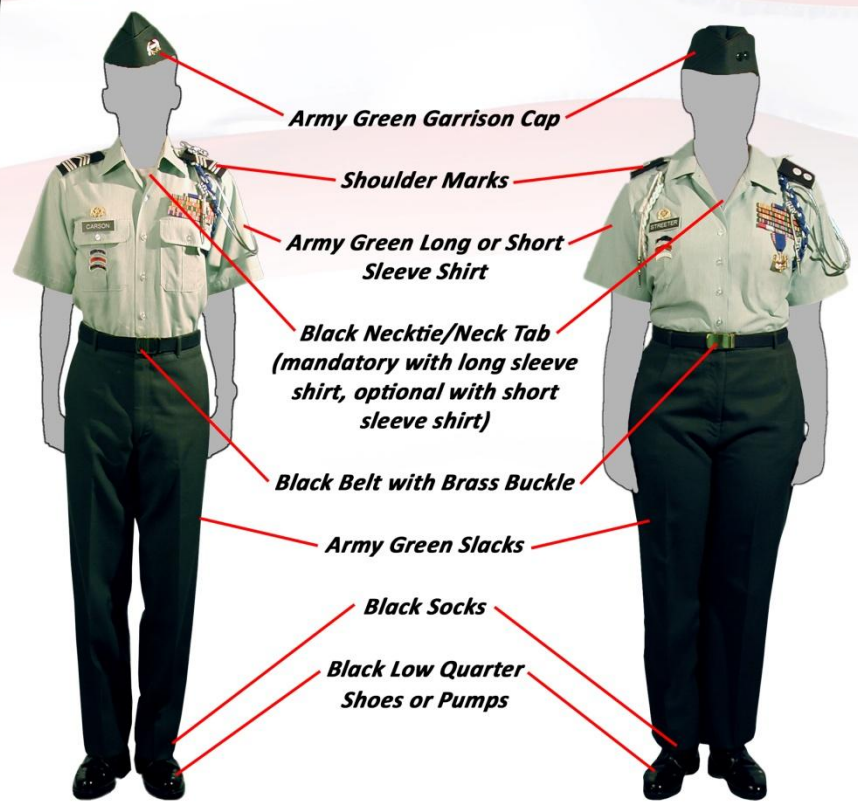 Army Green Garrison Cap
Shoulder Marks
Army Green Long or Short
Sleeve Shirt
CARSON
STREETER
Black Necktie/Neck Tab
(mandatory with long sleeve
shirt, optional with short
sleeve shirt)
Black Belt with Brass Buckle
Army Green Slacks
Black Socks
Black Low Quarter
Shoes or Pumps